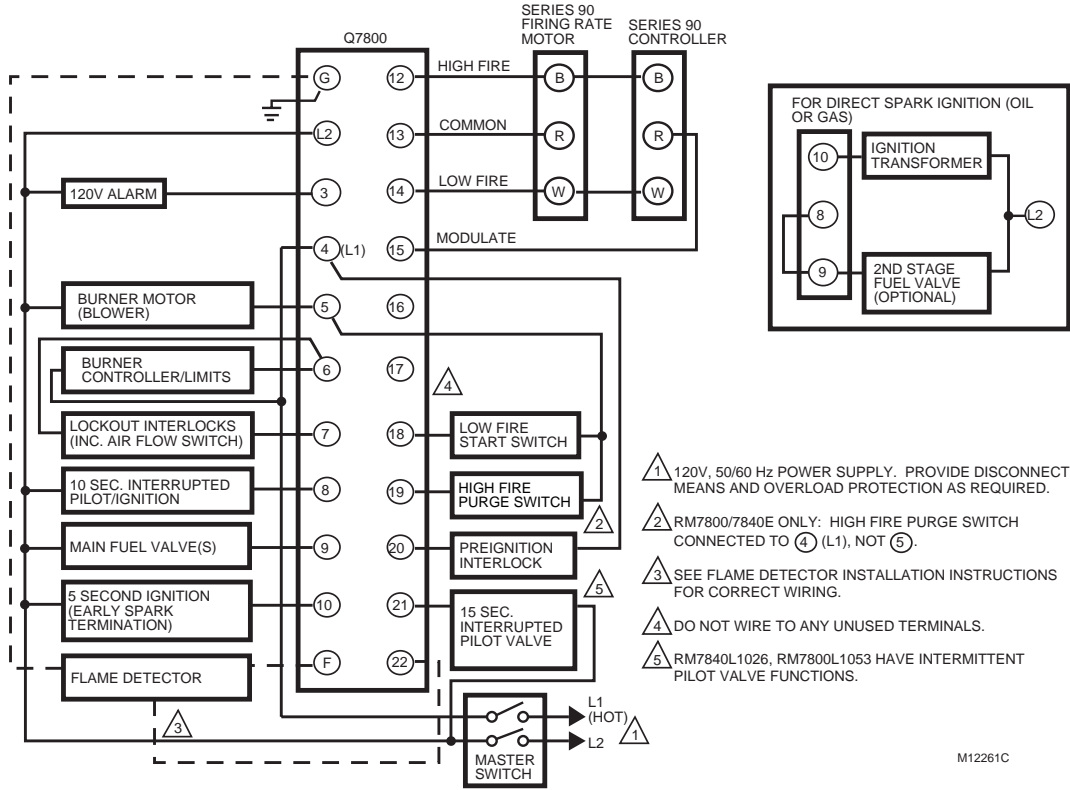 SERIES 90
FIRING RATE
MOTOR
SERIES 90
CONTROLLER
Q7800
G
12
HIGH FIRE
B
B
L2
13
COMMON
R
R
3
120V ALARM
14
LOW FIRE
W
W
4
(L1)
15
MODULATE
BURNER MOTOR
(BLOWER)
5
16
BURNER
CONTROLLER/LIMITS
6
17
4
LOCKOUT INTERLOCKS
(INC. AIR FLOW SWITCH)
7
18
LOW FIRE
START SWITCH
10 SEC. INTERRUPTED
PILOT/IGNITION
8
19
HIGH FIRE
PURGE SWITCH
2
MAIN FUEL VALVE(S)
9
20
PREIGNITION
INTERLOCK
5
5 SECOND IGNITION
(EARLY SPARK
TERMINATION)
10
21
15 SEC.
INTERRUPTED
PILOT VALVE
FLAME DETECTOR
F
22
3
L1
(HOT)
1
L2
MASTER
SWITCH
FOR DIRECT SPARK IGNITION (OIL
OR GAS)
10
IGNITION
TRANSFORMER
8
L2
9
2ND STAGE
FUEL VALVE
(OPTIONAL)
1 120V, 50/60 Hz POWER SUPPLY. PROVIDE DISCONNECT
MEANS AND OVERLOAD PROTECTION AS REQUIRED.
2 RM7800/7840E ONLY: HIGH FIRE PURGE SWITCH
CONNECTED TO 4 (L1), NOT 5.
3 SEE FLAME DETECTOR INSTALLATION INSTRUCTIONS
FOR CORRECT WIRING.
4 DO NOT WIRE TO ANY UNUSED TERMINALS.
5 RM7840L1026, RM7800L1053 HAVE INTERMITTENT
PILOT VALVE FUNCTIONS.
M12261C